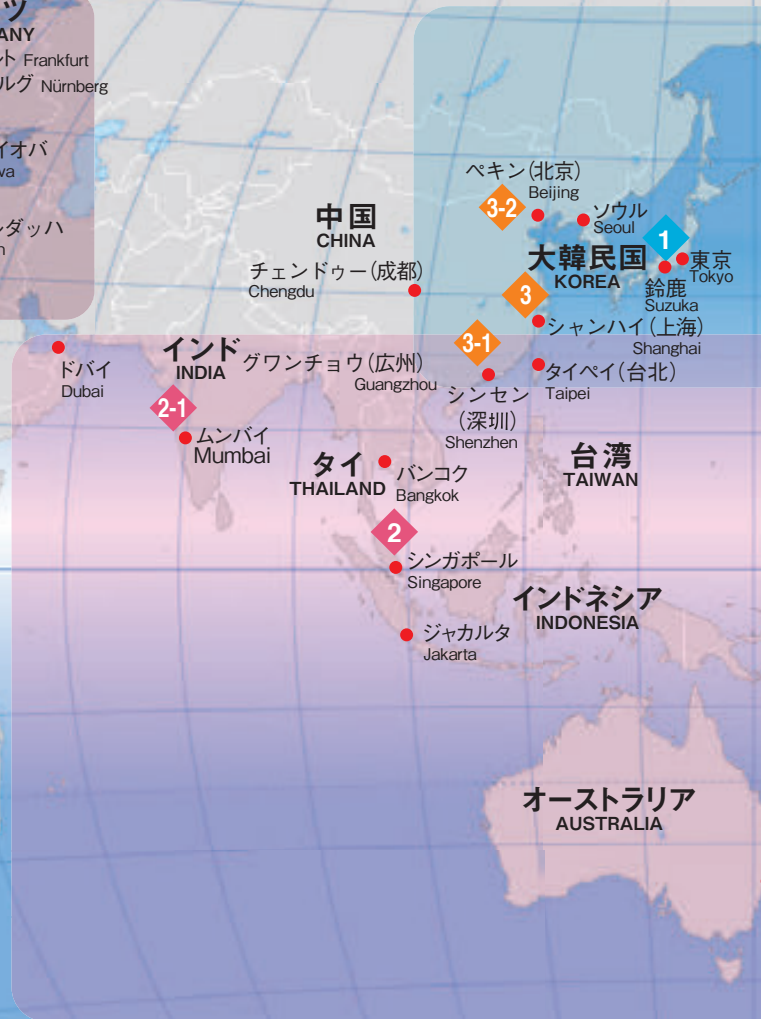 ツ
ANY
ト Frankfurt
ルグ Nürnberg
イオバ
va
ダッハ
n
ペキン(北京)
Beijing
3-2
ソウル
Seoul
中国
CHINA
大韓民国
KOREA
1
東京
Tokyo
鈴鹿
Suzuka
チェンドゥー(成都)
Chengdu
3
シャンハイ(上海)
Shanghai
3-1
ドバイ
Dubai
インド
INDIA
グワンチョウ(広州)
Guangzhou
タイペイ(台北)
Taipei
シンセン
(深圳)
Shenzhen
2-1
ムンバイ
Mumbai
タイ
THAILAND
バンコク
Bangkok
台湾
TAIWAN
2
シンガポール
Singapore
インドネシア
INDONESIA
ジャカルタ
Jakarta
オーストラリア
AUSTRALIA